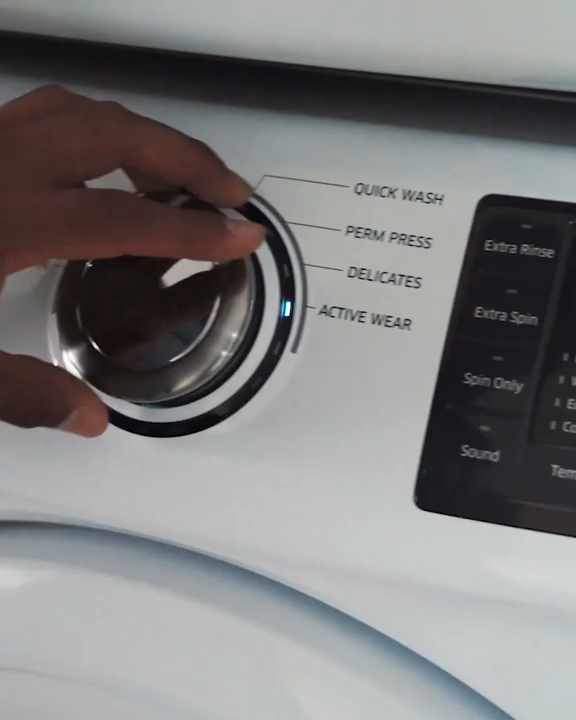 QUICK WASH
PERM PRESS
DELICATES
ACTIVE WEAR
Extra Rinse
Extra Spin
Spin Only
Sound